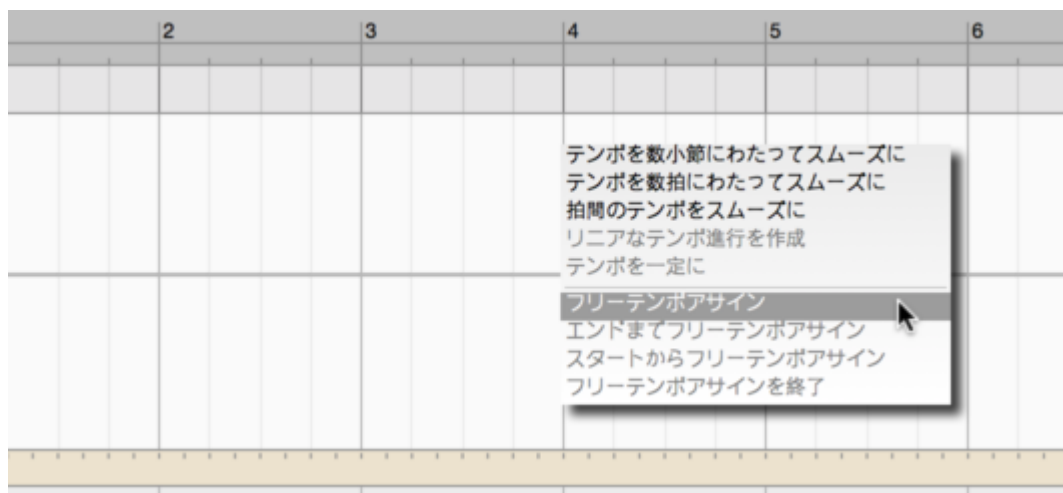 2 3 4 5 6
テンポを数小節にわたってスムーズに
テンポを数拍にわたってスムーズに
拍間のテンポをスムーズに
リニアなテンポ進行を作成
テンポを一定に
フリーテンポアサイン
エンドまでフリーテンポアサイン
スタートからフリーテンポアサイン
フリーテンポアサインを終了